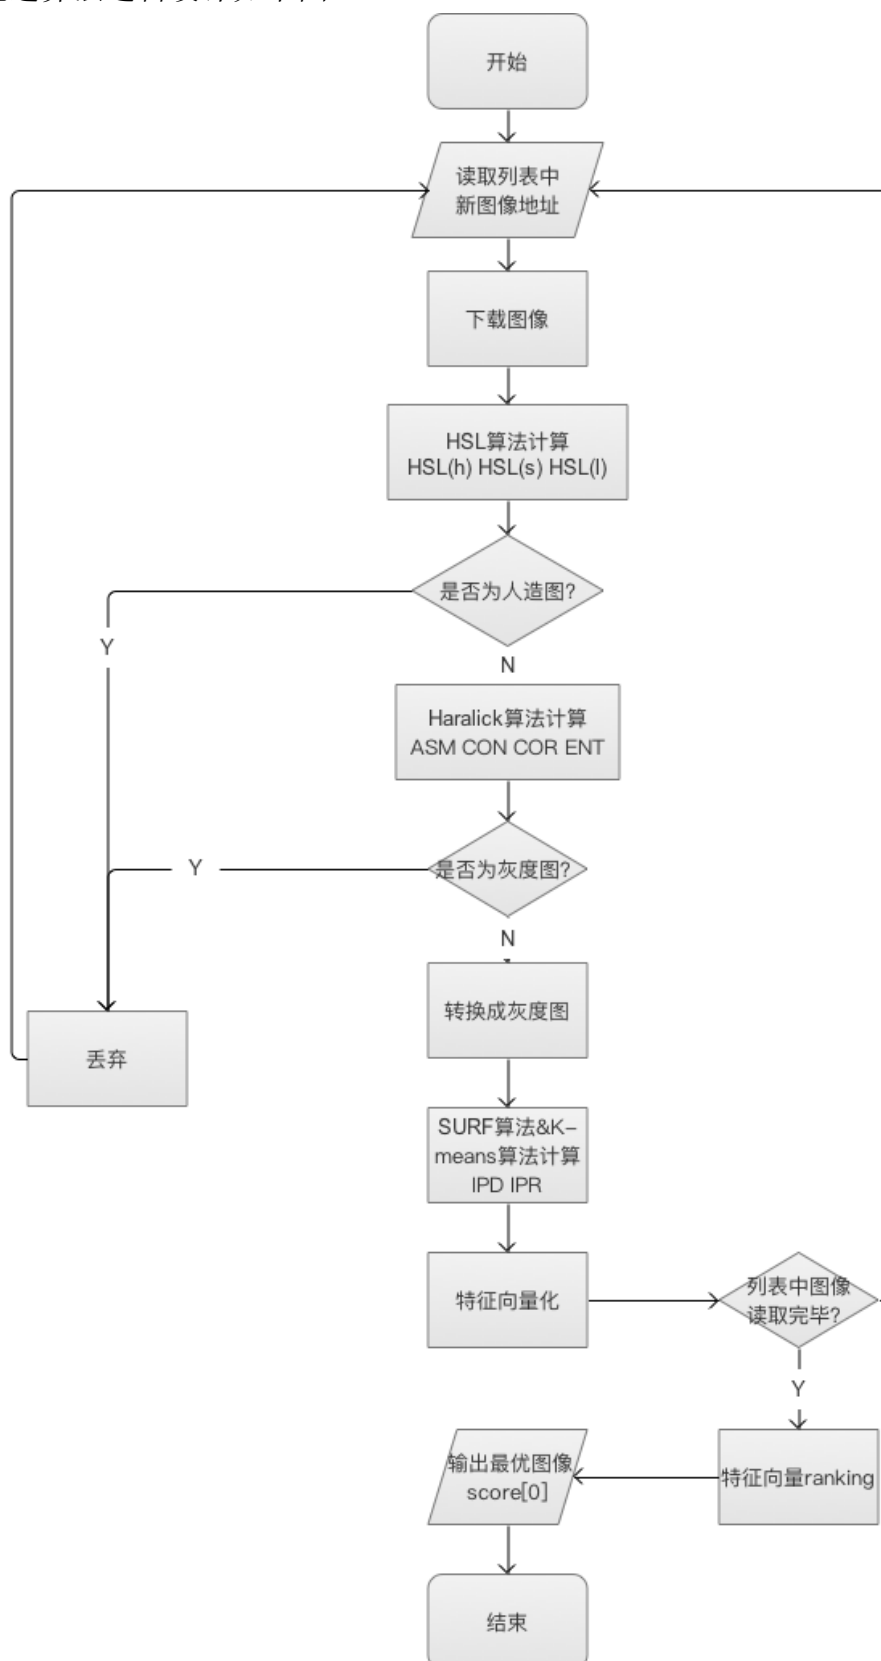 开始
读取列表中
新图像地址
下载图像
HSL算法计算
HSL(h) HSL(s) HSL(l)
是否为人造图?
Y
N
Haralick算法计算
ASM CON COR ENT
是否为灰度图?
Y
N
转换成灰度图
丢弃
SURF算法&K-
means算法计算
IPD IPR
特征向量化
列表中图像
读取完毕?
Y
输出最优图像
score[0]
特征向量ranking
结束